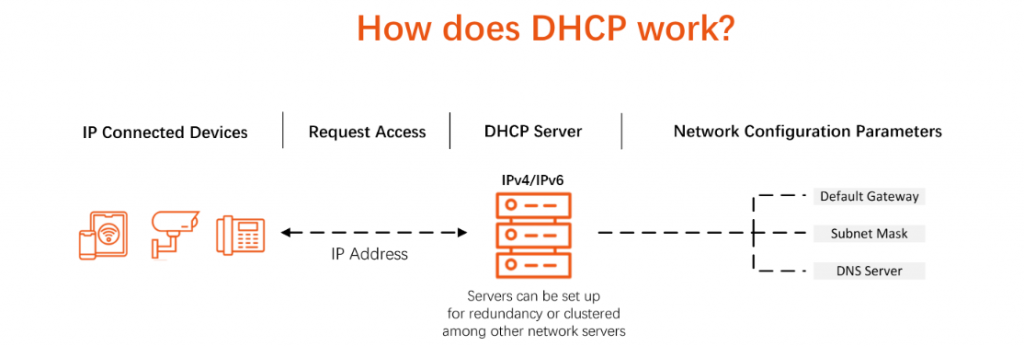 How does DHCP work?
IP Connected Devices
Request Access
DHCP Server
Network Configuration Parameters
IPv4/IPv6
IP Address
Default Gateway
Subnet Mask
DNS Server
Servers can be set up
for redundancy or clustered
among other network servers